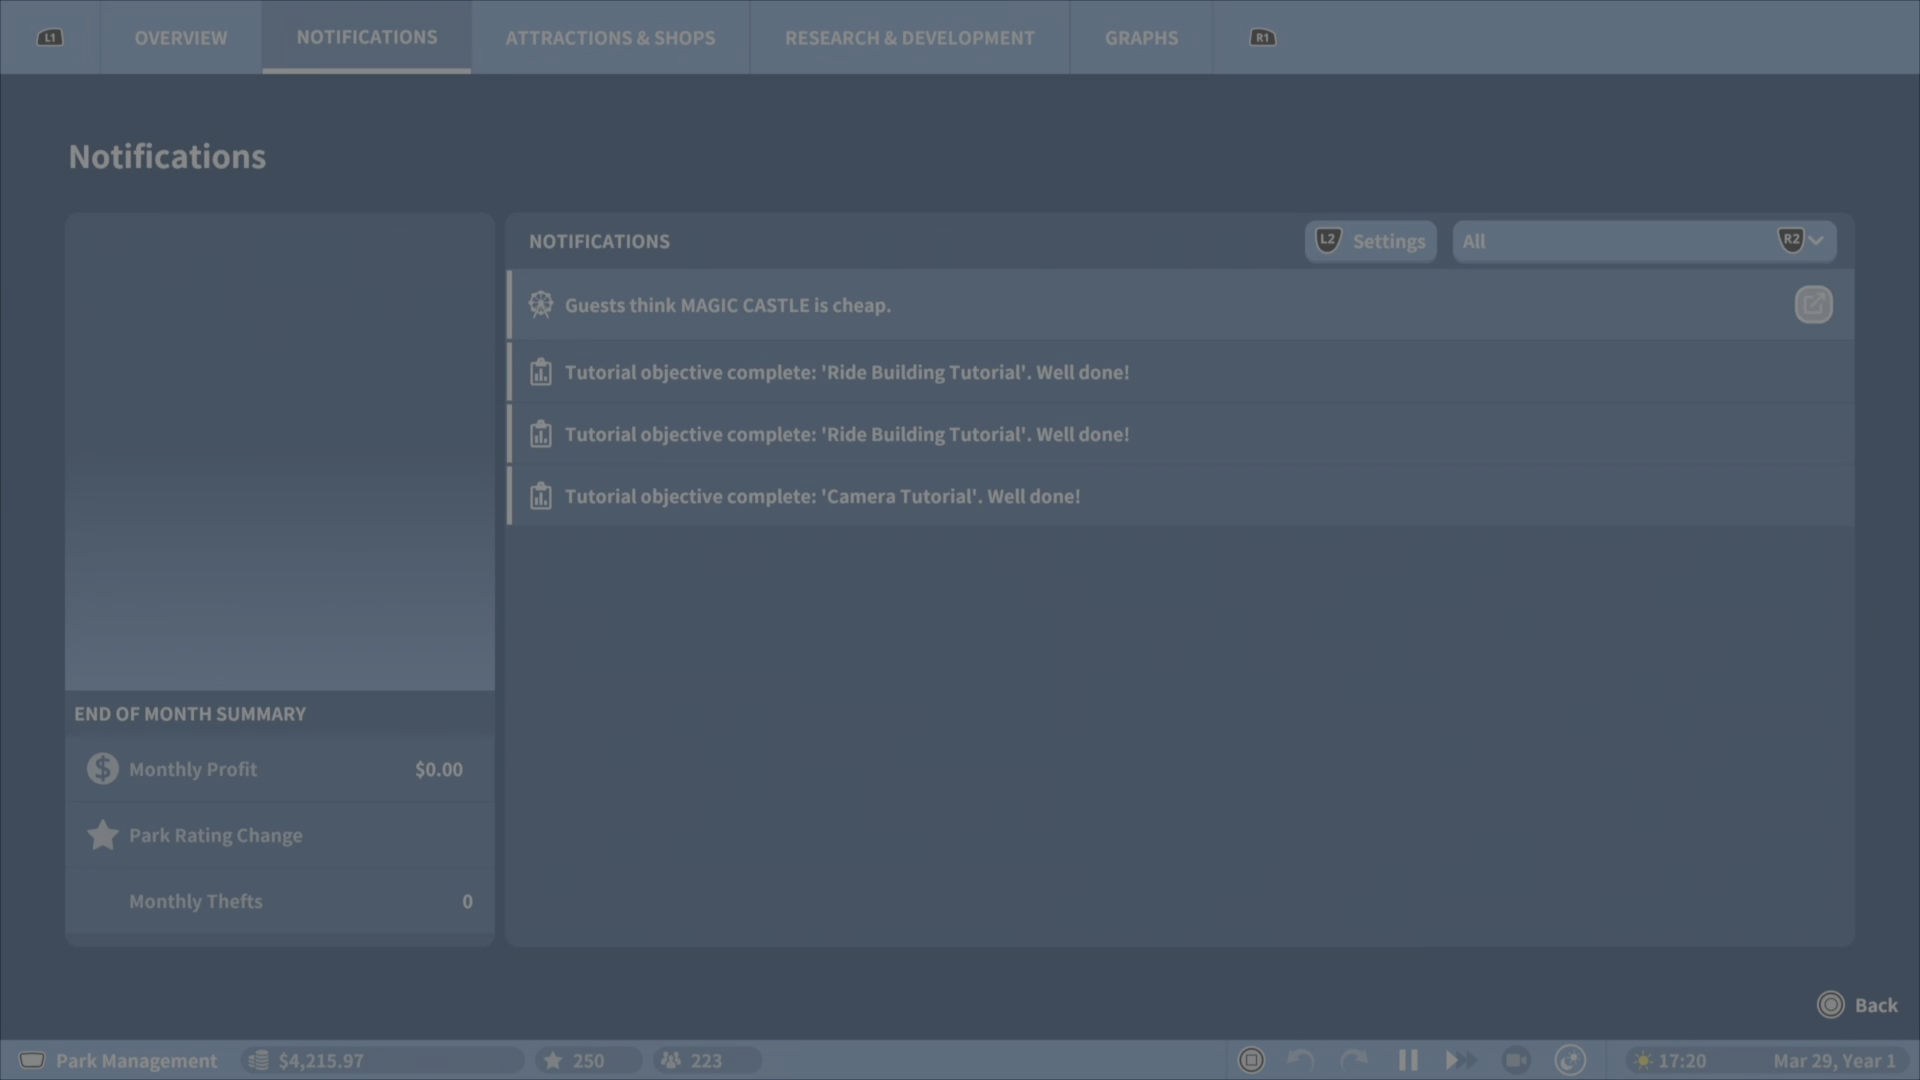 L1 OVERVIEW NOTIFICATIONS ATTRACTIONS & SHOPS RESEARCH & DEVELOPMENT GRAPHS R1
Notifications
NOTIFICATIONS L2 Settings All R2
Guests think MAGIC CASTLE is cheap.
Tutorial objective complete: 'Ride Building Tutorial'. Well done!
Tutorial objective complete: 'Ride Building Tutorial'. Well done!
Tutorial objective complete: 'Camera Tutorial'. Well done!
END OF MONTH SUMMARY
Monthly Profit $0.00
Park Rating Change
Monthly Thefts 0
Back
Park Management $4,215.97 250 223 17:20 Mar 29, Year 1